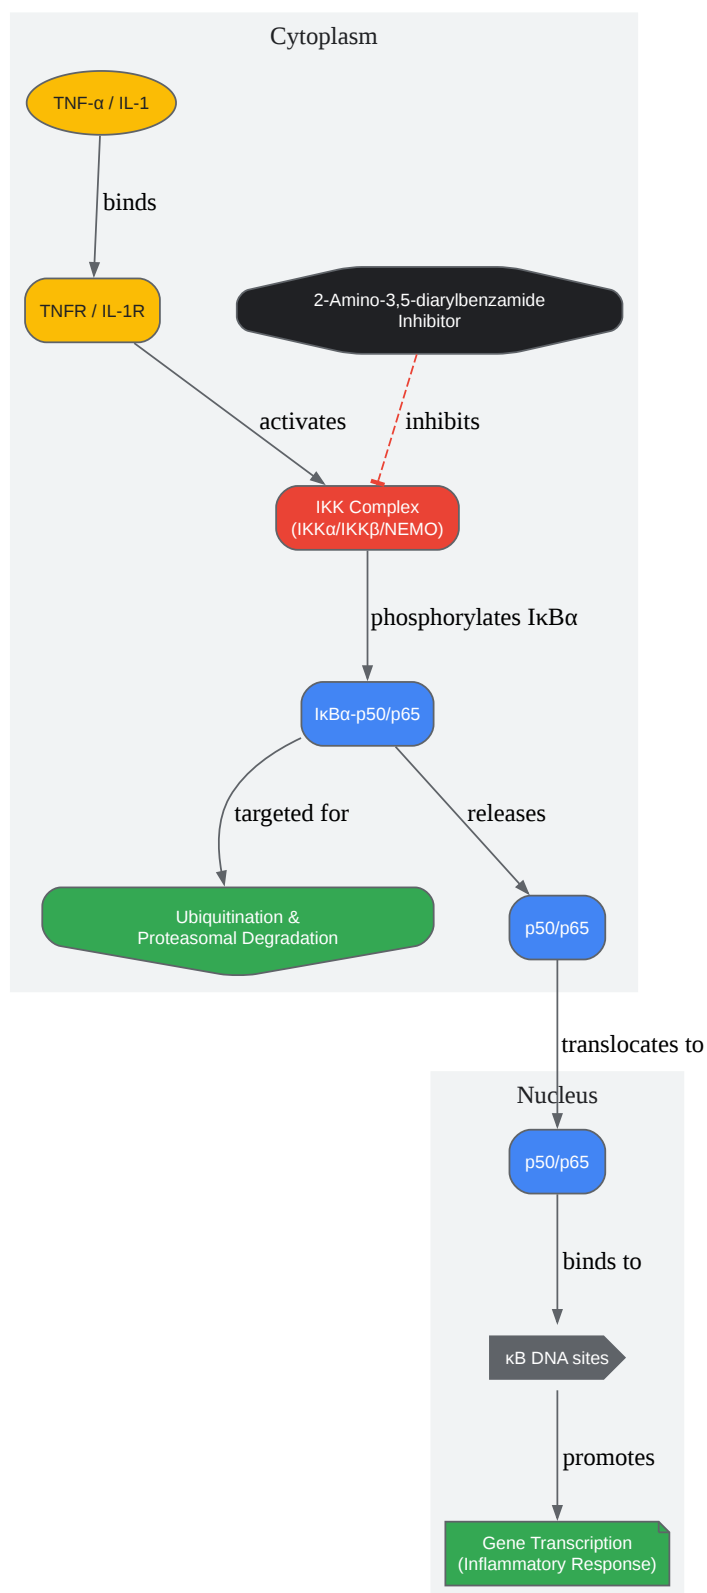 Cytoplasm
TNF-α / IL-1
binds
TNFR / IL-1R
2-Amino-3,5-diarylbenzamide
Inhibitor
activates
inhibits
IKK Complex
(IKKα/IKKβ/NEMO)
phosphorylates IκBα
IκBα-p50/p65
targeted for
releases
Ubiquitination &
Proteasomal Degradation
p50/p65
translocates to
Nucleus
p50/p65
binds to
κB DNA sites
promotes
Gene Transcription
(Inflammatory Response)